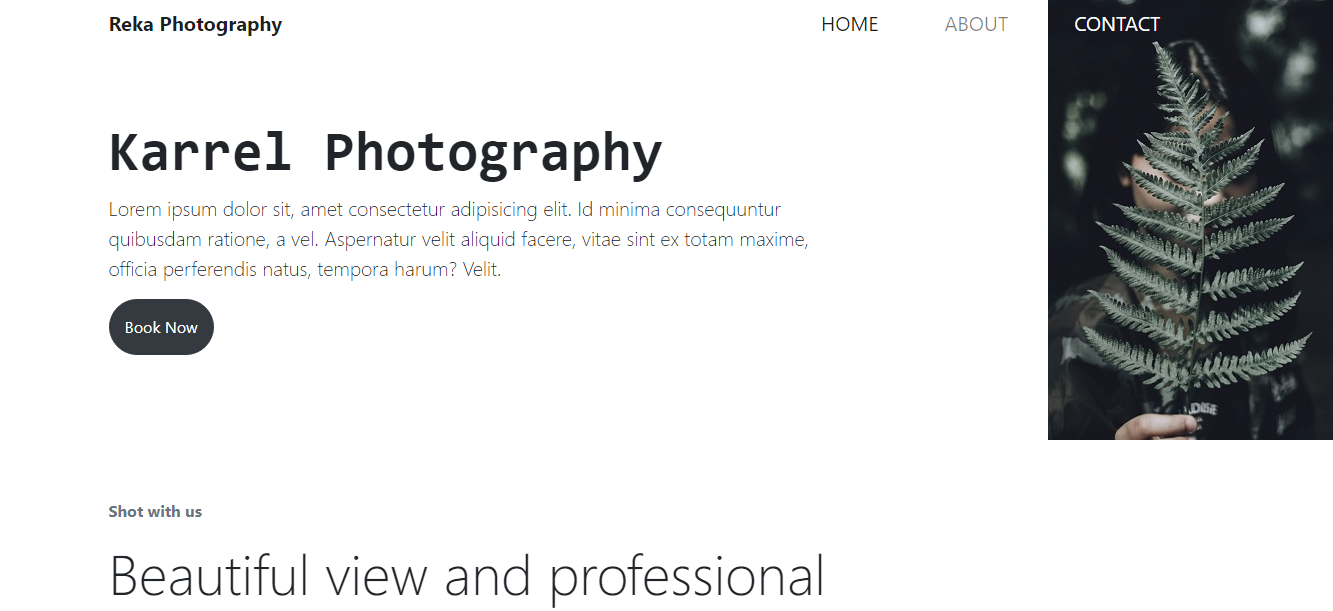 Reka Photography
HOME
ABOUT
CONTACT
Karrel Photography
Lorem ipsum dolor sit, amet consectetur adipisicing elit. Id minima consequuntur
quibusdam ratione, a vel. Aspernatur velit aliquid facere, vitae sint ex totam maxime,
officia perferendis natus, tempora harum? Velit.
Book Now
Shot with us
Beautiful view and professional